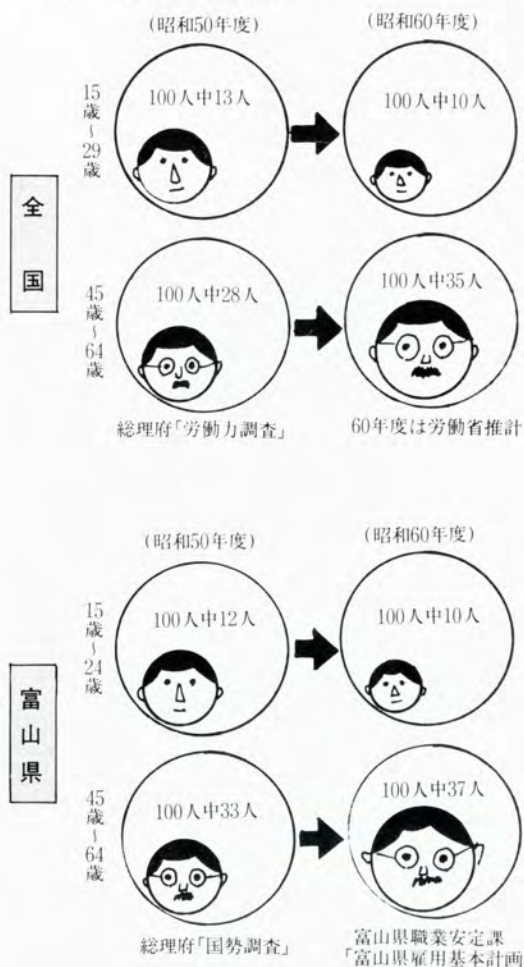 (昭和50年度)
(昭和60年度)
全国
15歳～29歳
100人中13人
100人中10人
45歳～64歳
100人中28人
100人中35人
総理府「労働力調査」
60年度は労働省推計
(昭和50年度)
(昭和60年度)
富山県
15歳～24歳
100人中12人
100人中10人
45歳～64歳
100人中33人
100人中37人
総理府「国勢調査」
富山県職業安定課
「富山県雇用基本計画